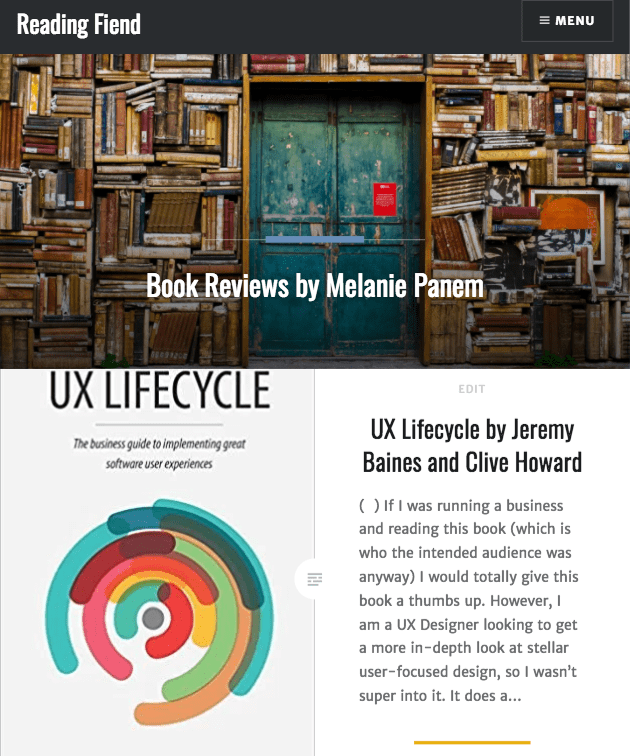 Reading Fiend
≡ MENU
Book Reviews by Melanie Panem
UX LIFECYCLE
The business guide to implementing great
software user experiences
EDIT
UX Lifecycle by Jeremy
Baines and Clive Howard
( ) If I was running a business
and reading this book (which is
who the intended audience was
anyway) I would totally give this
book a thumbs up. However, I
am a UX Designer looking to get
a more in-depth look at stellar
user-focused design, so I wasn't
super into it. It does a...